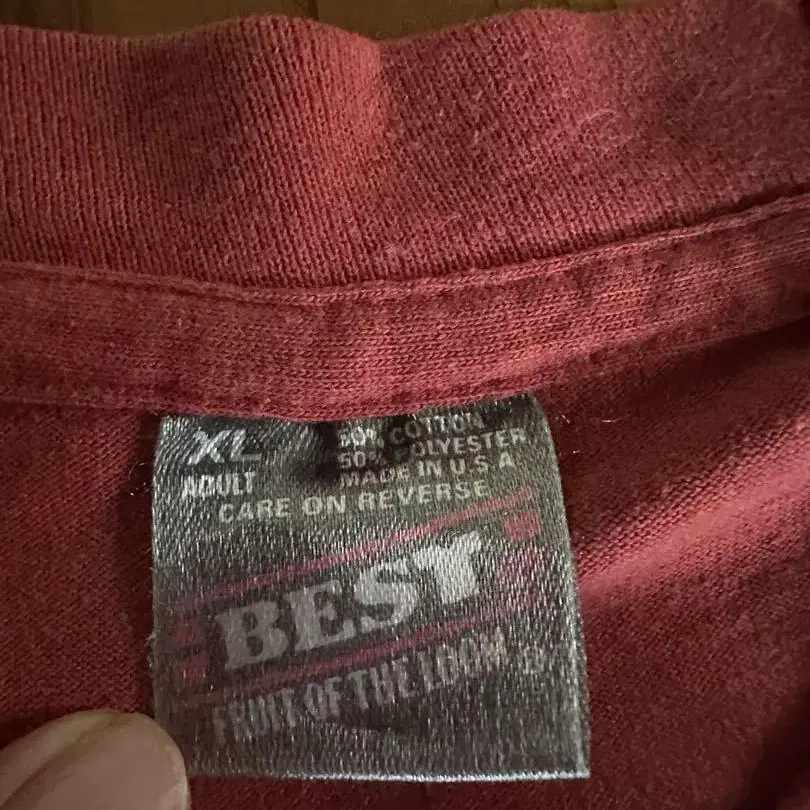 XL
ADULT
50% COTTON
50% POLYESTER
MADE IN U S A
CARE ON REVERSE
BEST
FRUIT OF THE LOOM